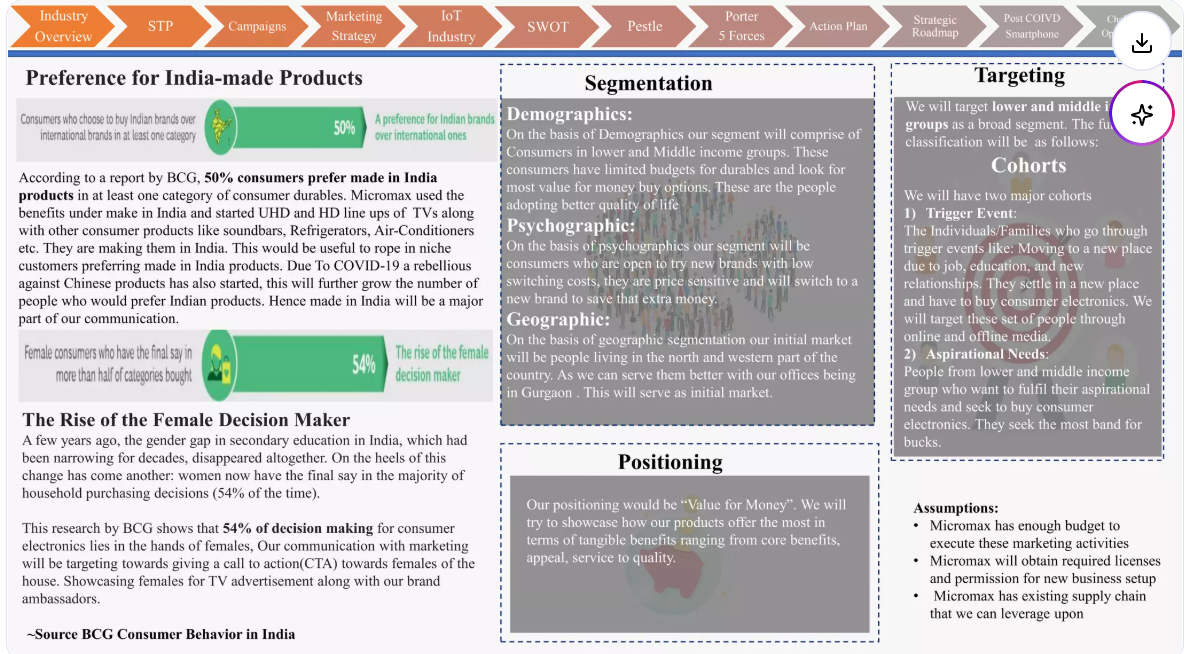 Industry
Overview
STP
Campaigns
Marketing
Strategy
IoT
Industry
SWOT
Pestle
Porter
5 Forces
Action Plan
Strategic
Roadmap
Post COIVD
Smartphone
Preference for India-made Products
Consumers who choose to buy Indian brands over
international brands in at least one category
50%
A preference for Indian brands
over international ones
According to a report by BCG, 50% consumers prefer made in India
products in at least one category of consumer durables. Micromax used the
benefits under make in India and started UHD and HD line ups of TVs along
with other consumer products like soundbars, Refrigerators, Air-Conditioners
etc. They are making them in India. This would be useful to rope in niche
customers preferring made in India products. Due To COVID-19 a rebellious
against Chinese products has also started, this will further grow the number of
people who would prefer Indian products. Hence made in India will be a major
part of our communication.
Female consumers who have the final say in
more than half of categories bought
54%
The rise of the female
decision maker
The Rise of the Female Decision Maker
A few years ago, the gender gap in secondary education in India, which had
been narrowing for decades, disappeared altogether. On the heels of this
change has come another: women now have the final say in the majority of
household purchasing decisions (54% of the time).
This research by BCG shows that 54% of decision making for consumer
electronics lies in the hands of females, Our communication with marketing
will be targeting towards giving a call to action(CTA) towards females of the
house. Showcasing females for TV advertisement along with our brand
ambassadors.
~Source BCG Consumer Behavior in India
Segmentation
Demographics:
On the basis of Demographics our segment will comprise of
Consumers in lower and Middle income groups. These
consumers have limited budgets for durables and look for
most value for money buy options. These are the people
adopting better quality of life
Psychographic:
On the basis of psychographics our segment will be
consumers who are open to try new brands with low
switching costs, they are price sensitive and will switch to a
new brand to save that extra money.
Geographic:
On the basis of geographic segmentation our initial market
will be people living in the north and western part of the
country. As we can serve them better with our offices being
in Gurgaon . This will serve as initial market.
Positioning
Our positioning would be “Value for Money”. We will
try to showcase how our products offer the most in
terms of tangible benefits ranging from core benefits,
appeal, service to quality.
Targeting
We will target lower and middle
groups as a broad segment. The
classification will be as follows:
Cohorts
We will have two major cohorts
1) Trigger Event:
The Individuals/Families who go through
trigger events like: Moving to a new place
due to job, education, and new
relationships. They settle in a new place
and have to buy consumer electronics. We
will target these set of people through
online and offline media.
2) Aspirational Needs:
People from lower and middle income
group who want to fulfil their aspirational
needs and seek to buy consumer
electronics. They seek the most band for
bucks.
Assumptions:
• Micromax has enough budget to
execute these marketing activities
• Micromax will obtain required licenses
and permission for new business setup
• Micromax has existing supply chain
that we can leverage upon